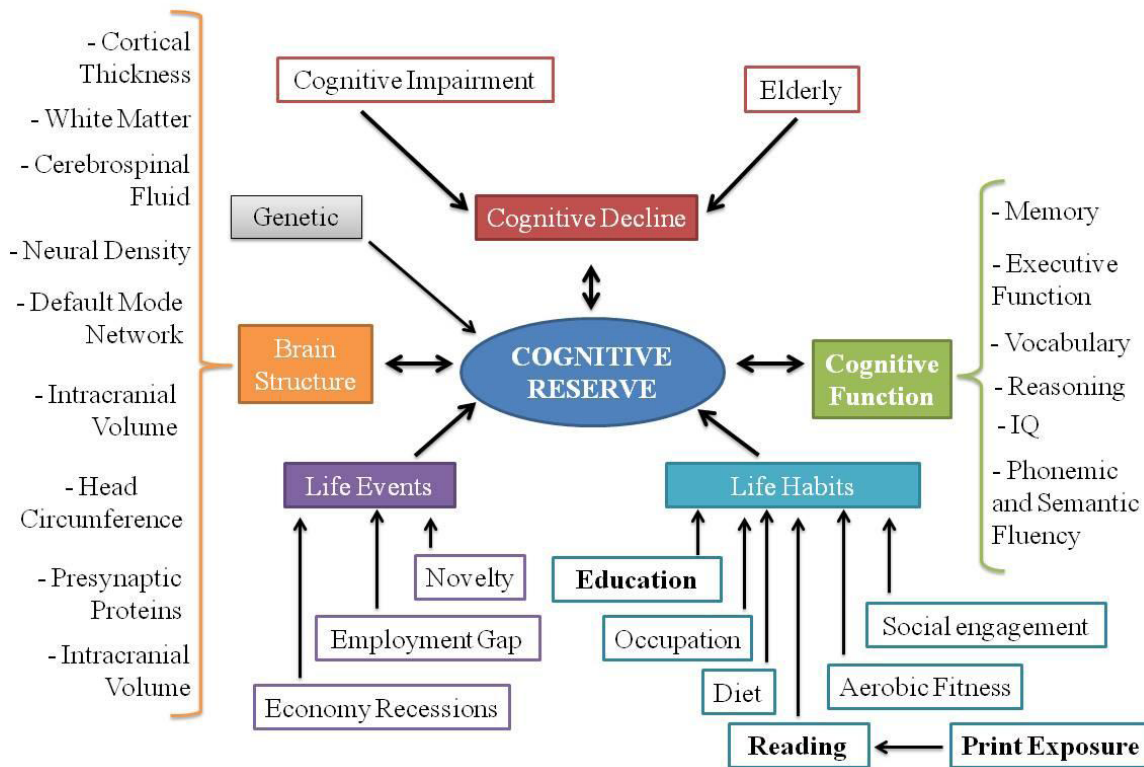 - Cortical
Thickness
- White Matter
- Cerebrospinal
Fluid
- Neural Density
- Default Mode
Network
- Intracranial
Volume
- Head
Circumference
- Presynaptic
Proteins
- Intracranial
Volume
Cognitive Impairment
Elderly
Genetic
Cognitive Decline
Brain
Structure
COGNITIVE
RESERVE
Cognitive
Function
- Memory
- Executive
Function
- Vocabulary
- Reasoning
- IQ
- Phonemic
and Semantic
Fluency
Life Events
Life Habits
Novelty
Employment Gap
Economy Recessions
Education
Occupation
Diet
Reading
Print Exposure
Aerobic Fitness
Social engagement